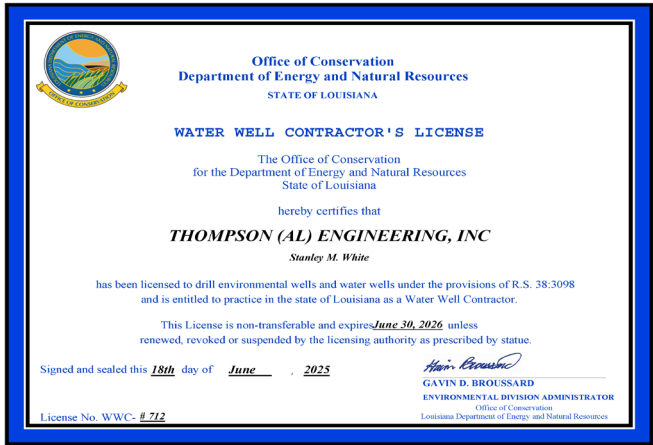 OFFICE OF CONSERVATION
Office of Conservation
Department of Energy and Natural Resources
STATE OF LOUISIANA
WATER WELL CONTRACTOR'S LICENSE
The Office of Conservation
for the Department of Energy and Natural Resources
State of Louisiana
hereby certifies that
THOMPSON (AL) ENGINEERING, INC
Stanley M. White
has been licensed to drill environmental wells and water wells under the provisions of R.S. 38:3098
and is entitled to practice in the state of Louisiana as a Water Well Contractor.
This License is non-transferable and expires June 30, 2026 unless
renewed, revoked or suspended by the licensing authority as prescribed by statue.
Signed and sealed this 18th day of June , 2025
GAVIN D. BROUSSARD
ENVIRONMENTAL DIVISION ADMINISTRATOR
Office of Conservation
Louisiana Department of Energy and Natural Resources
License No. WWC- # 712